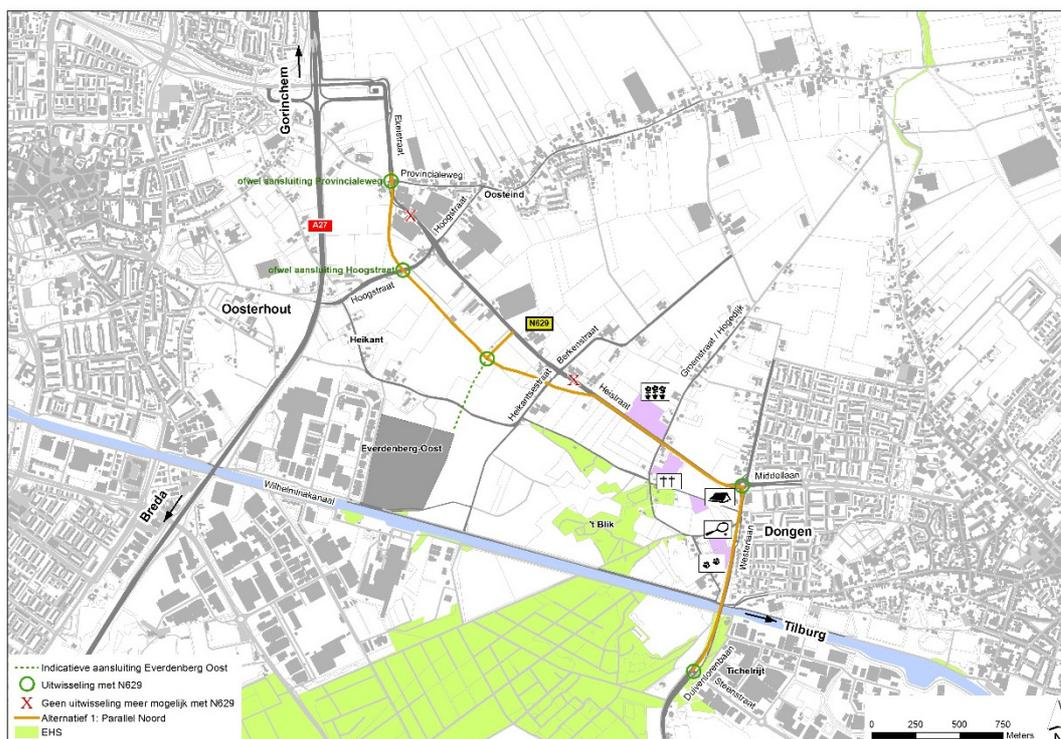 Gorinchem
Ekelstraat
Provincialeweg
ofwel aansluiting Provincialeweg
Oosteind
Hoogstraat
A27
ofwel aansluiting Hoogstraat
Hoogstraat
Oosterhout
N629
Heikant
Berkenstraat
Groenstraat / Hogedijk
Heikantsestraat
Heistraat
Everdenberg-Oost
Middellaan
Wilhelminakanaal
Breda
't Blik
Dongen
Westerlaan
Tilburg
Tichelrijt
Duiventorenbaan
Steenstraat
Indicatieve aansluiting Everdenberg Oost
Uitwisseling met N629
X Geen uitwisseling meer mogelijk met N629
Alternatief 1: Parallel Noord
EHS
0 250 500 750
Meters
N